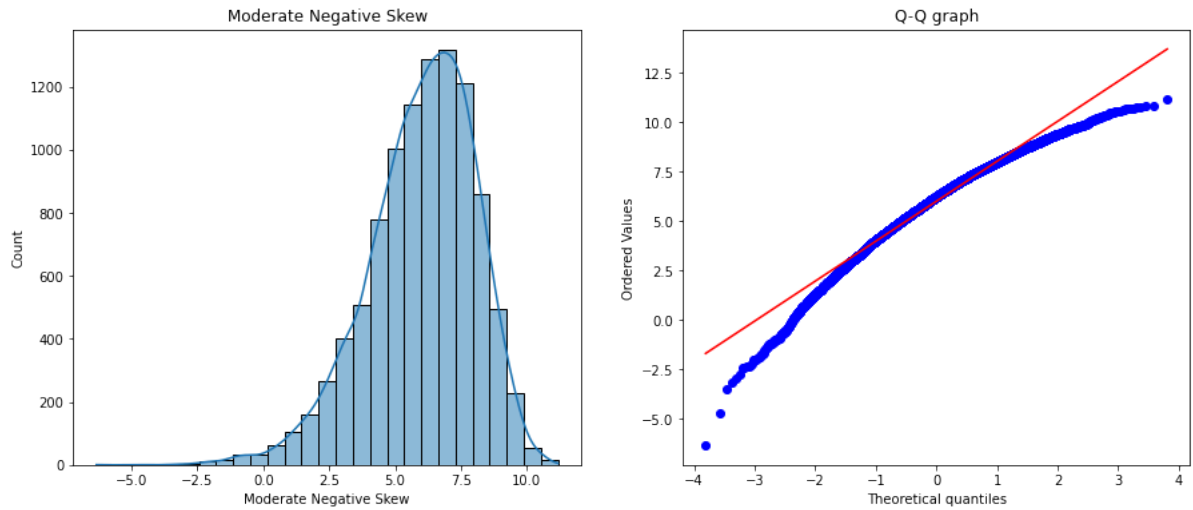 Moderate Negative Skew
Count
1200
1000
800
600
400
200
0
−5.0 −2.5 0.0 2.5 5.0 7.5 10.0
Moderate Negative Skew
Q-Q graph
Ordered Values
12.5
10.0
7.5
5.0
2.5
0.0
−2.5
−5.0
−4 −3 −2 −1 0 1 2 3 4
Theoretical quantiles